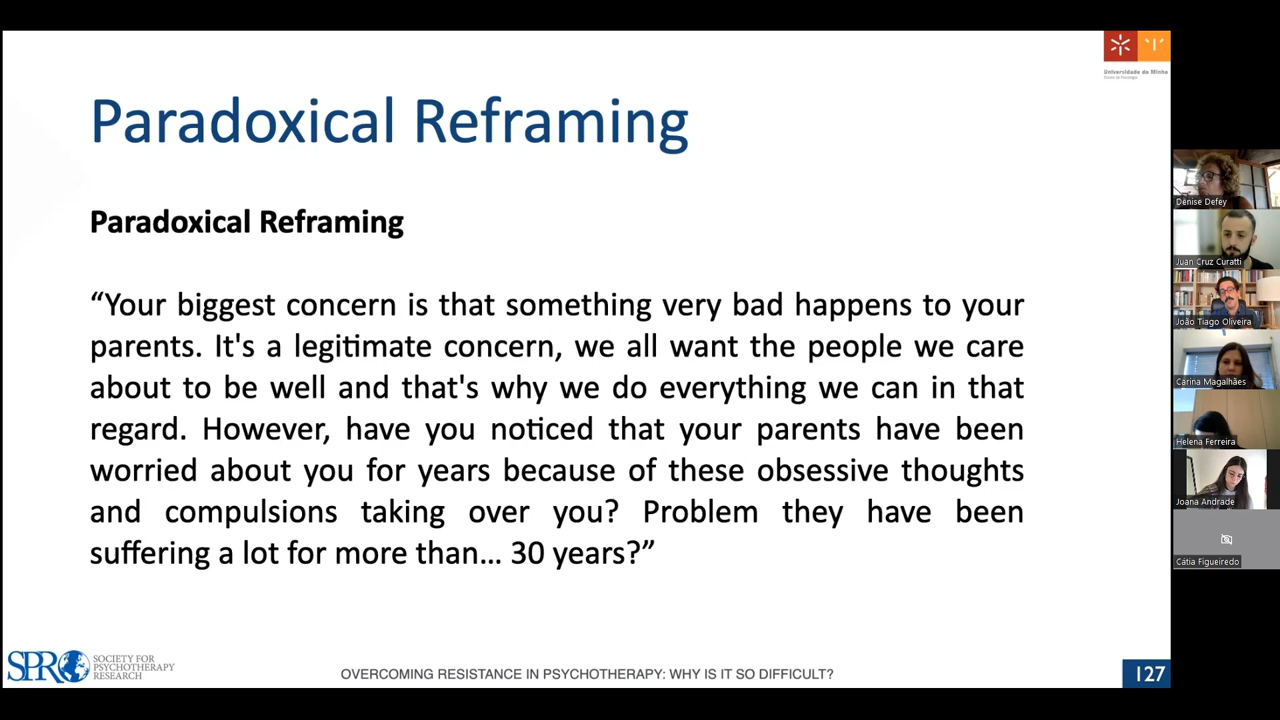 Universidade do Minho
Escola de Psicologia
Paradoxical Reframing
Paradoxical Reframing
“Your biggest concern is that something very bad happens to your
parents. It's a legitimate concern, we all want the people we care
about to be well and that's why we do everything we can in that
regard. However, have you noticed that your parents have been
worried about you for years because of these obsessive thoughts
and compulsions taking over you? Problem they have been
suffering a lot for more than... 30 years?”
SPR
SOCIETY FOR
PSYCHOTHERAPY
RESEARCH
OVERCOMING RESISTANCE IN PSYCHOTHERAPY: WHY IS IT SO DIFFICULT?
127
Denise Defey
Juan Cruz Curatti
João Tiago Oliveira
Carina Magalhães
Helena Ferreira
Joana Andrade
Cátia Figueiredo